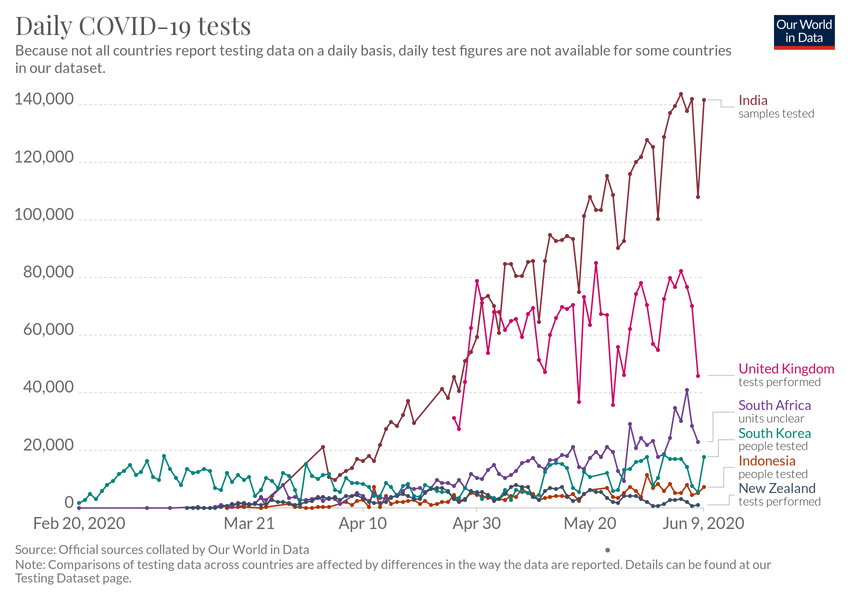 Daily COVID-19 tests
Our World
in Data
Because not all countries report testing data on a daily basis, daily test figures are not available for some countries
in our dataset.
140,000
120,000
100,000
80,000
60,000
40,000
20,000
0
India
samples tested
United Kingdom
tests performed
South Africa
units unclear
South Korea
people tested
Indonesia
people tested
New Zealand
tests performed
Feb 20, 2020
Mar 21
Apr 10
Apr 30
May 20
Jun 9, 2020
Source: Official sources collated by Our World in Data
Note: Comparisons of testing data across countries are affected by differences in the way the data are reported. Details can be found at our
Testing Dataset page.